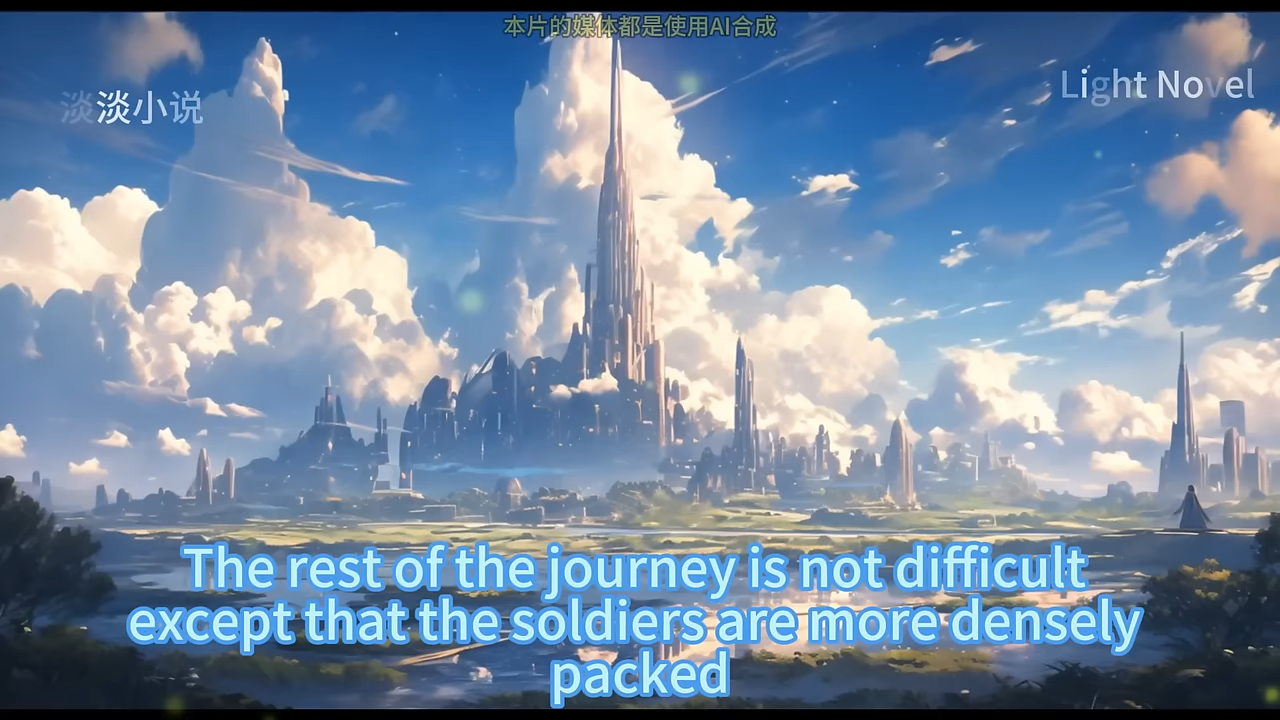 本片的媒体都是使用AI合成
淡淡小说
Light Novel
The rest of the journey is not difficult
except that the soldiers are more densely
packed